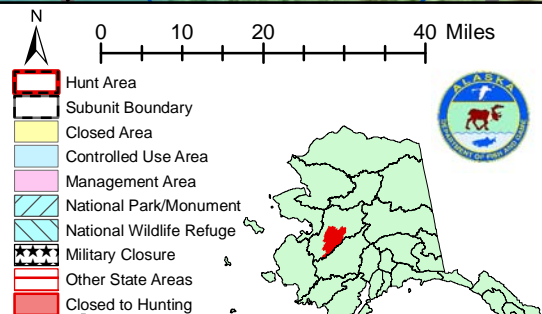 N
0 10 20 40 Miles
Hunt Area
Subunit Boundary
Closed Area
Controlled Use Area
Management Area
National Park/Monument
National Wildlife Refuge
Military Closure
Other State Areas
Closed to Hunting
ALASKA
DEPARTMENT OF FISH AND GAME